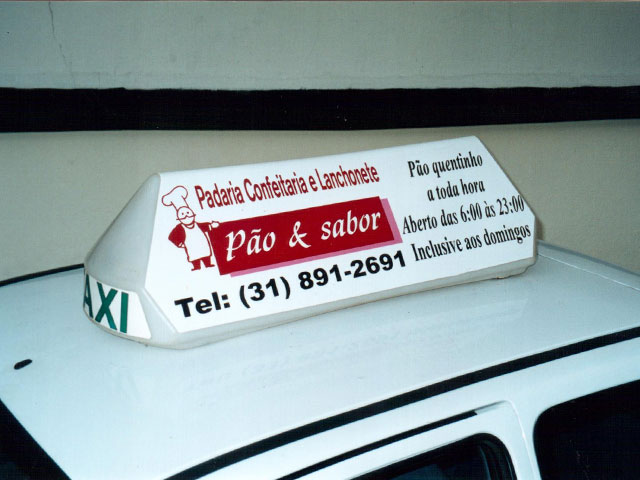 Padaria Confeitaria e Lanchonete
Pão & sabor
Tel: (31) 891-2691
Pão quentinho
a toda hora
Aberto das 6:00 às 23:00
Inclusive aos domingos
AXI